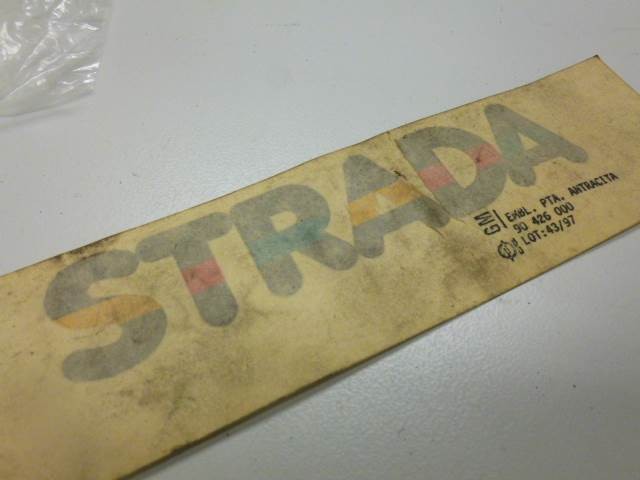 STRADA
GM
EMBL. PTA. ANTRACITA
90 426 000
LOT:43/97